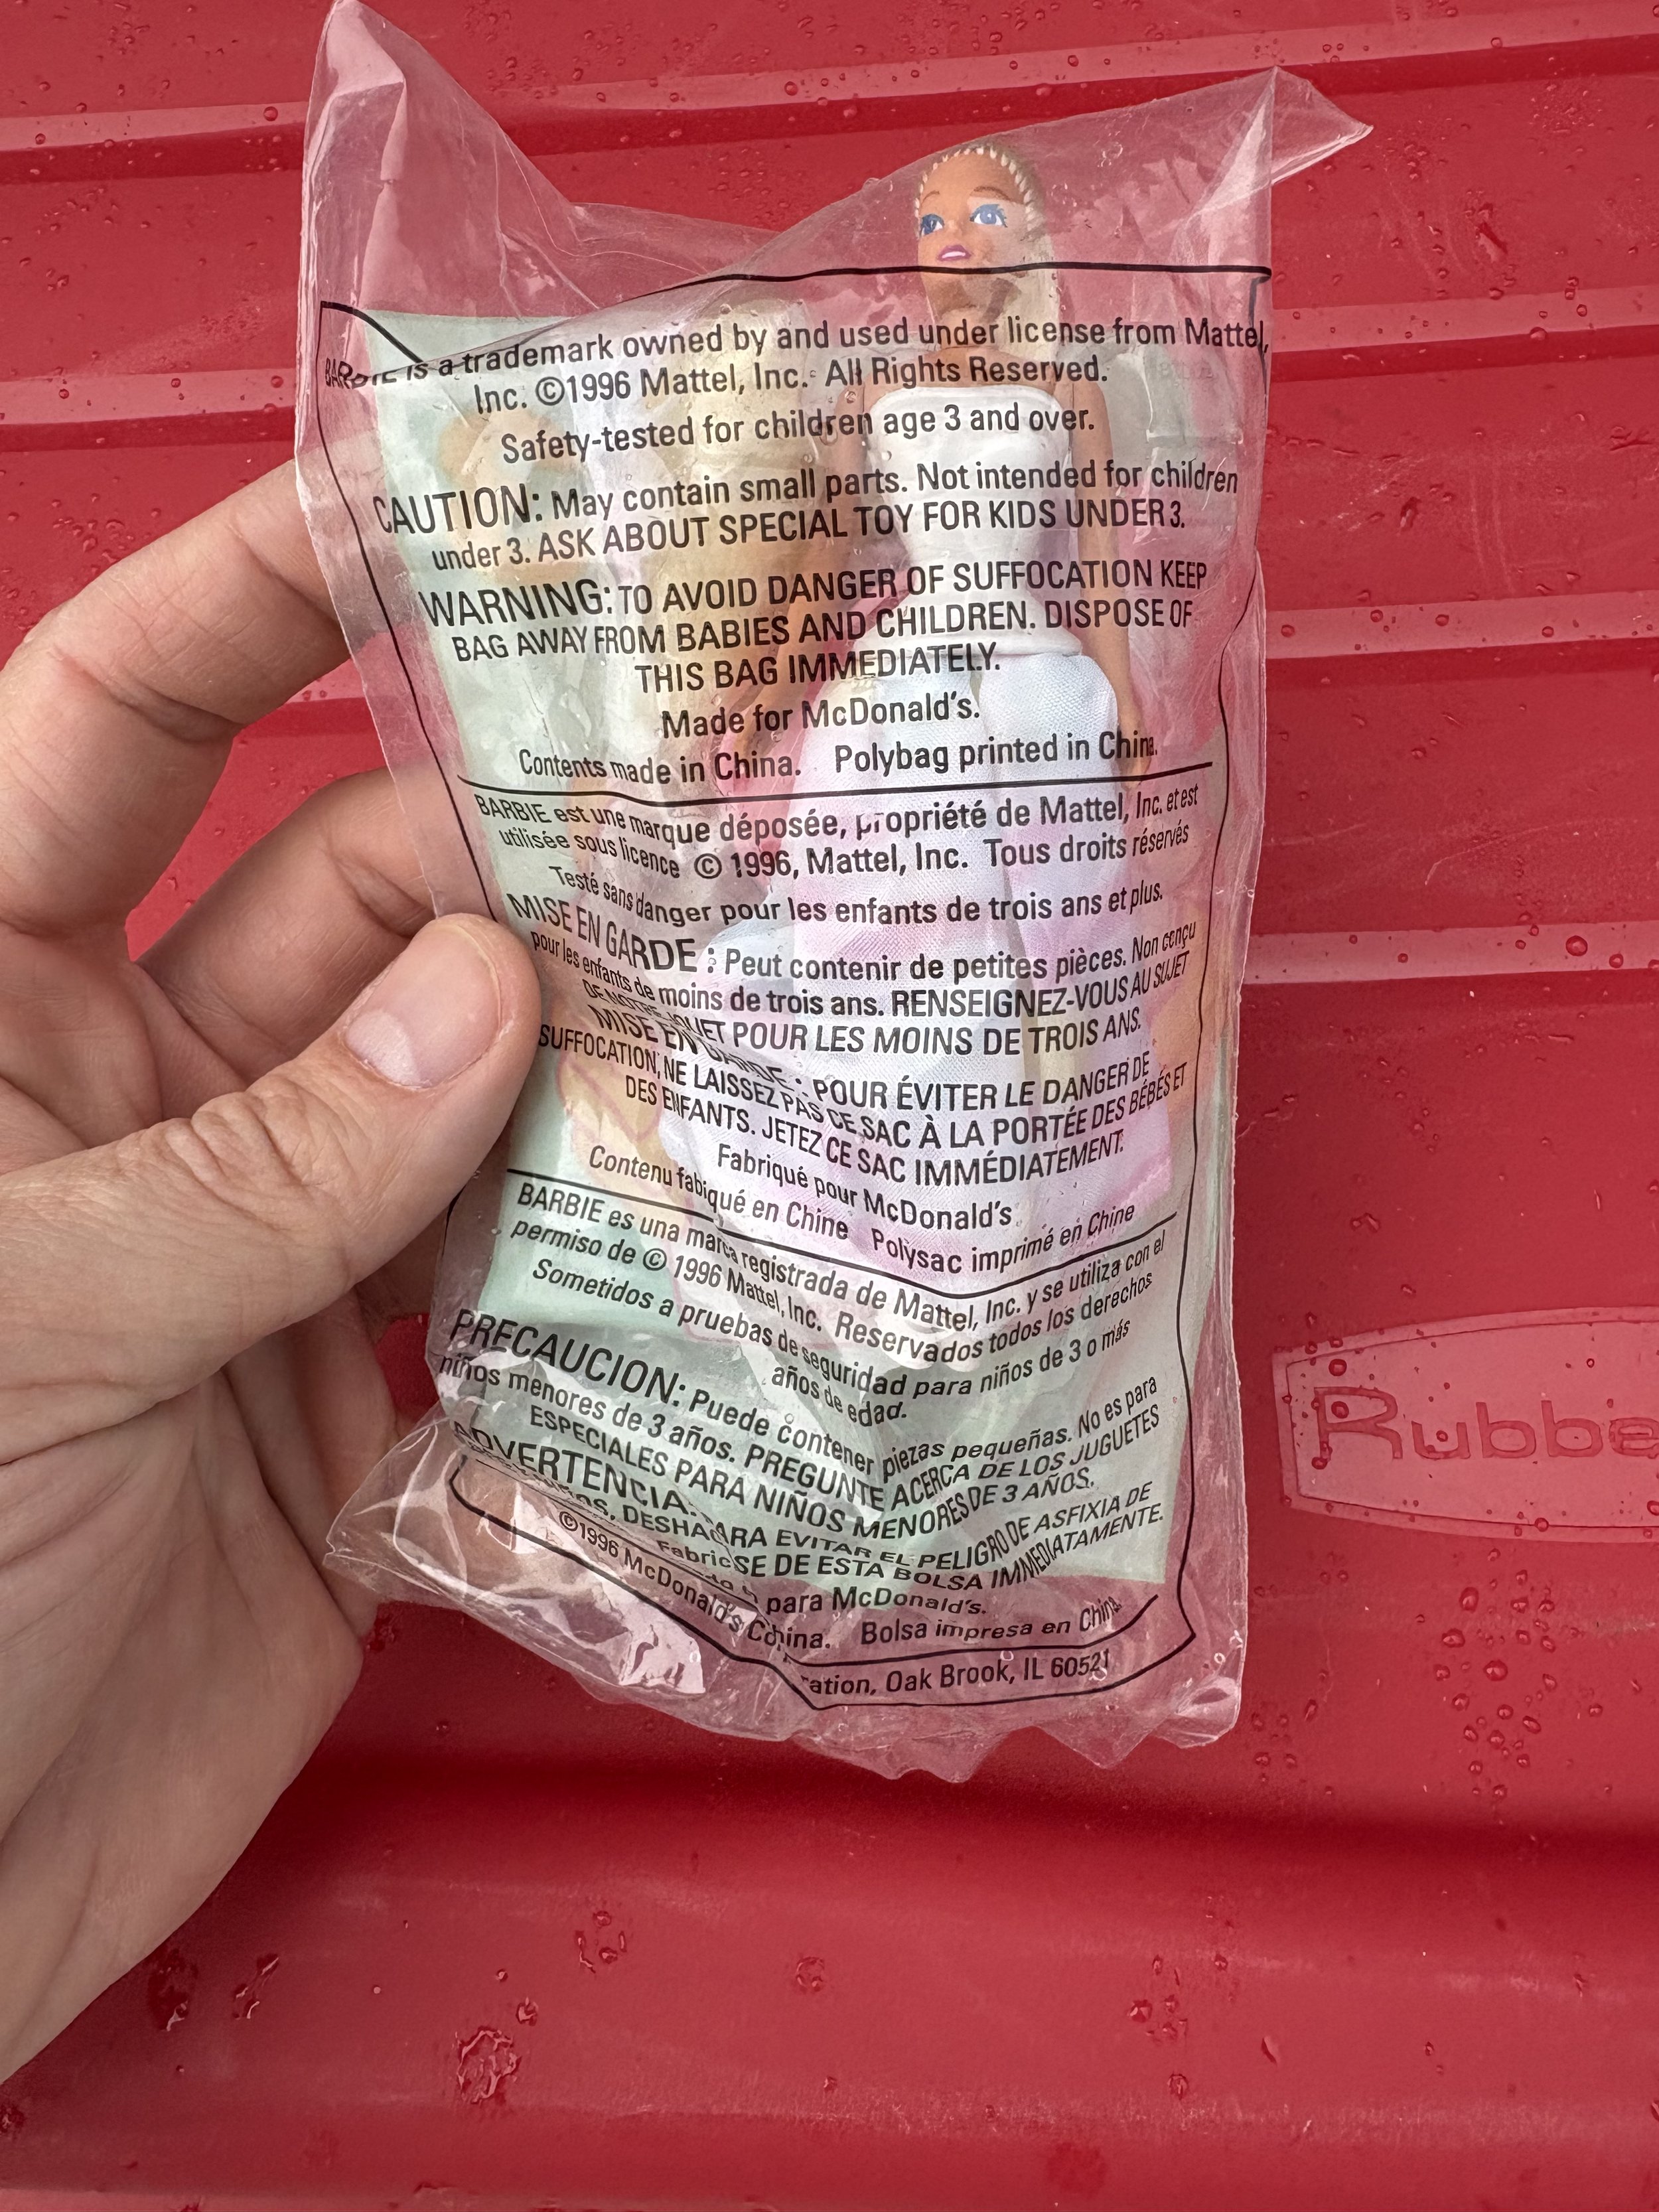 BARBIE is a trademark owned by and used under license from Mattel,
Inc. ©1996 Mattel, Inc. All Rights Reserved.
Safety-tested for children age 3 and over.
CAUTION: May contain small parts. Not intended for children
under 3. ASK ABOUT SPECIAL TOY FOR KIDS UNDER 3.
WARNING: TO AVOID DANGER OF SUFFOCATION KEEP
BAG AWAY FROM BABIES AND CHILDREN. DISPOSE OF
THIS BAG IMMEDIATELY.
Made for McDonald's.
Contents made in China. Polybag printed in China.
BARBIE est une marque déposée, propriété de Mattel, Inc. et est
utilisée sous licence © 1996, Mattel, Inc. Tous droits réservés
Testé sans danger pour les enfants de trois ans et plus.
MISE EN GARDE : Peut contenir de petites pièces. Non conçu
pour les enfants de moins de trois ans. RENSEIGNEZ-VOUS AU SUJET
DE NOTRE JOUET POUR LES MOINS DE TROIS ANS.
MISE EN GARDE : POUR ÉVITER LE DANGER DE
SUFFOCATION, NE LAISSEZ PAS CE SAC À LA PORTÉE DES BÉBÉS ET
DES ENFANTS. JETEZ CE SAC IMMÉDIATEMENT.
Fabriqué pour McDonald's
Contenu fabiqué en Chine Polysac imprimé en Chine
BARBIE es una marca registrada de Mattel, Inc. y se utiliza con el
permiso de © 1996 Mattel, Inc. Reservados todos los derechos
Sometidos a pruebas de seguridad para niños de 3 o más
años de edad.
PRECAUCION: Puede contener piezas pequeñas. No es para
niños menores de 3 años. PREGUNTE ACERCA DE LOS JUGUETES
ESPECIALES PARA NIÑOS MENORES DE 3 AÑOS.
ADVERTENCIA: PARA EVITAR EL PELIGRO DE ASFIXIA DE
DESHA SE DE ESTA BOLSA IMMEDIATAMENTE.
para McDonald's.
China. Bolsa impresa en China
©1996 McDonald's ration, Oak Brook, IL 60521
Rubbe